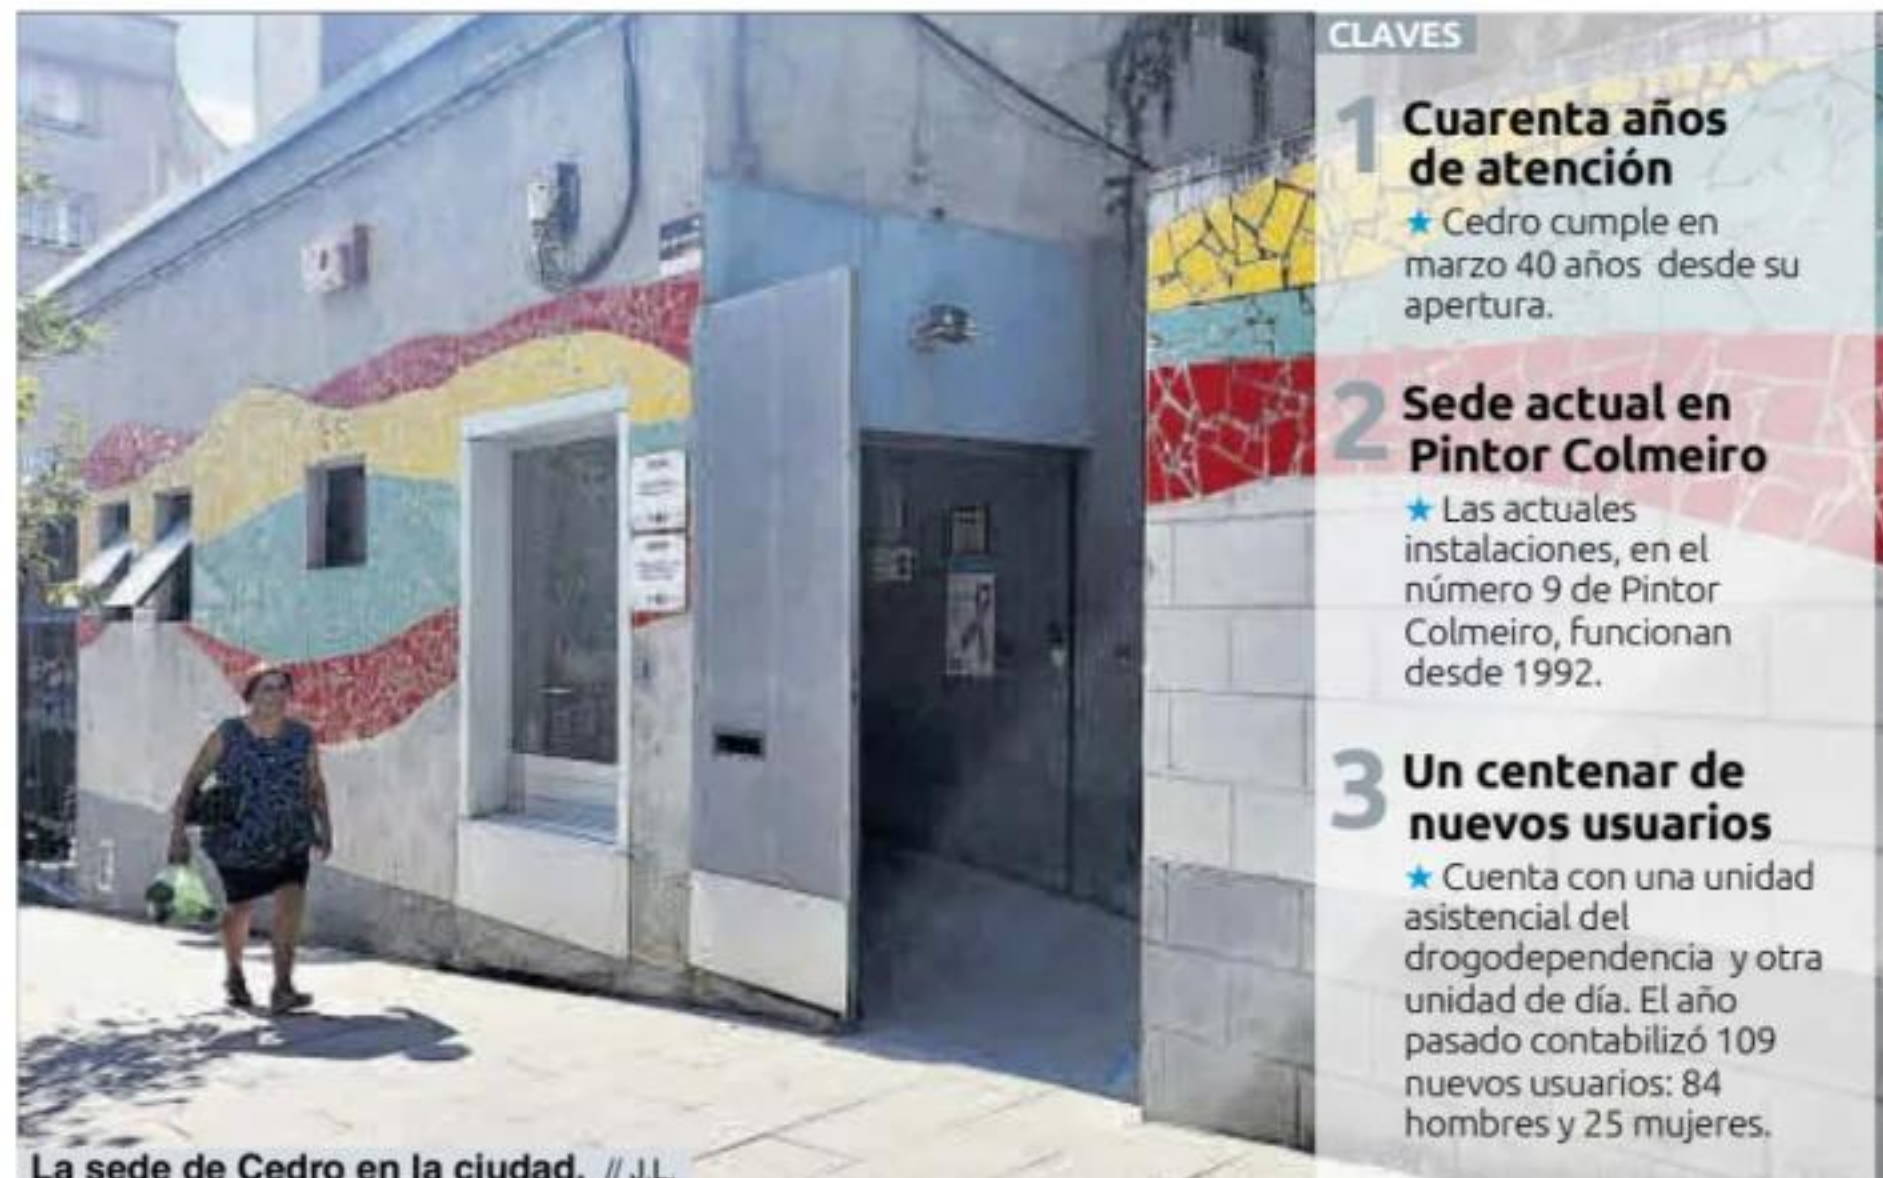 CLAVES
1 Cuarenta años
de atención
★ Cedro cumple en
marzo 40 años desde su
apertura.
2 Sede actual en
Pintor Colmeiro
★ Las actuales
instalaciones, en el
número 9 de Pintor
Colmeiro, funcionan
desde 1992.
3 Un centenar de
nuevos usuarios
★ Cuenta con una unidad
asistencial del
drogodependencia y otra
unidad de día. El año
pasado contabilizó 109
nuevos usuarios: 84
hombres y 25 mujeres.
La sede de Cedro en la ciudad. // J.L.